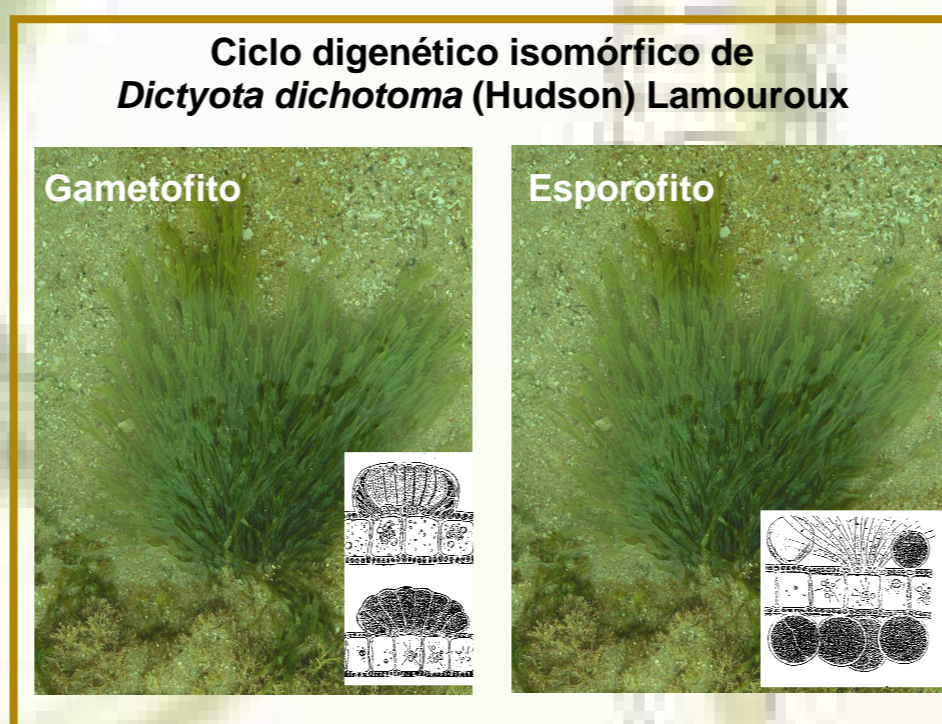 Ciclo digenético isomórfico de
Dictyota dichotoma (Hudson) Lamouroux
Gametofito
Esporofito